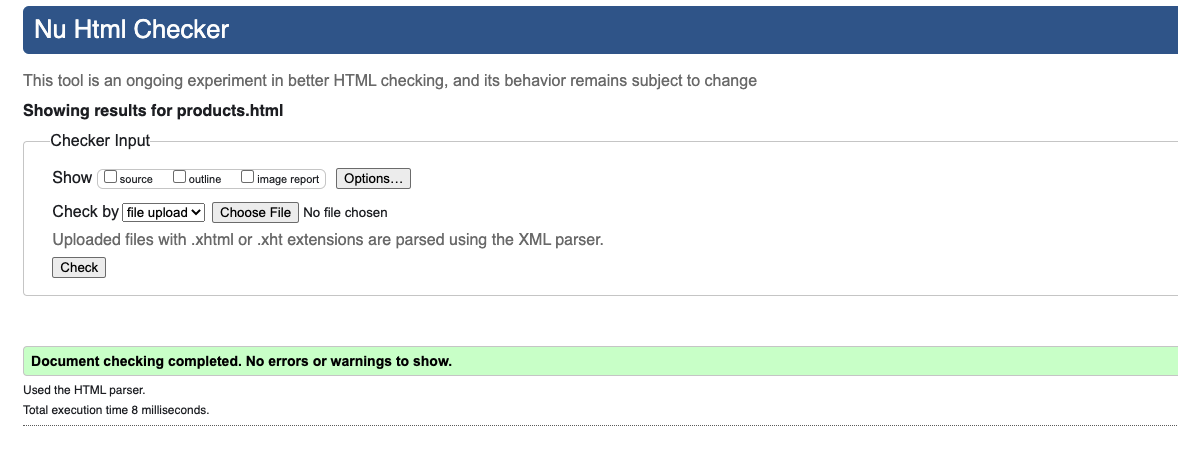 Nu Html Checker
This tool is an ongoing experiment in better HTML checking, and its behavior remains subject to change
Showing results for products.html
Checker Input
Show source outline image report Options...
Check by file upload Choose File No file chosen
Uploaded files with .xhtml or .xht extensions are parsed using the XML parser.
Check
Document checking completed. No errors or warnings to show.
Used the HTML parser.
Total execution time 8 milliseconds.